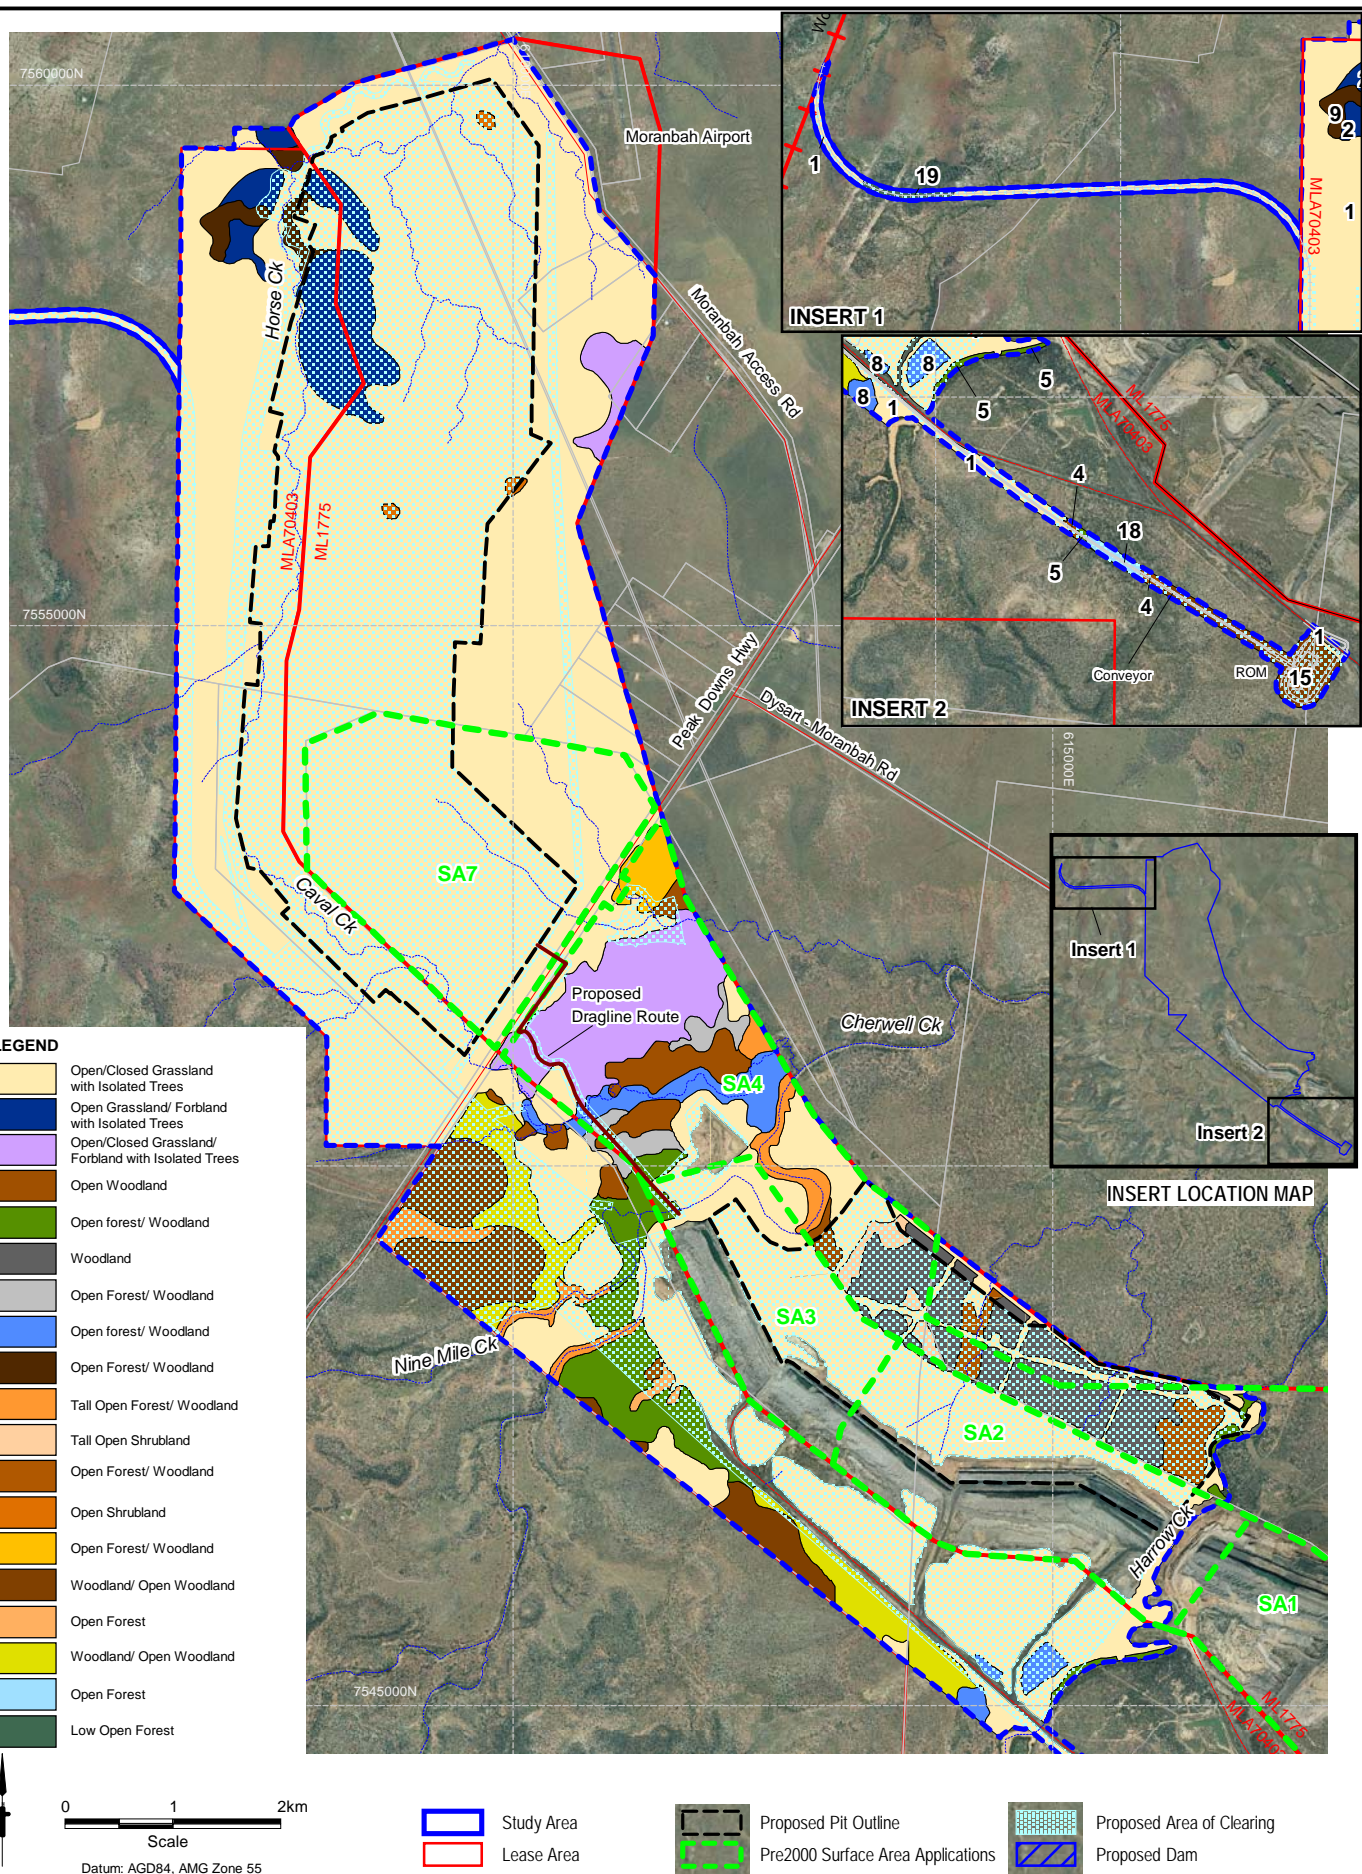 7560000N
Moranbah Airport
Horse Ck
Moranbah Access Rd
MLA70403
ML1775
7555000N
Peak Downs Hwy
Dysart - Moranbah Rd
615000E
SA7
Caval Ck
Proposed
Dragline Route
Cherwell Ck
SA4
SA3
Nine Mile Ck
SA2
Harrow Ck
SA1
7545000N
ML1775
1
19
9
2
1
MLA70403
INSERT 1
8
8
8
1
5
5
ML1775
MLA70403
1
4
18
5
4
1
15
Conveyor
ROM
INSERT 2
Insert 1
Insert 2
INSERT LOCATION MAP
LEGEND
Open/Closed Grassland
with Isolated Trees
Open Grassland/ Forbland
with Isolated Trees
Open/Closed Grassland/
Forbland with Isolated Trees
Open Woodland
Open forest/ Woodland
Woodland
Open Forest/ Woodland
Open forest/ Woodland
Open Forest/ Woodland
Tall Open Forest/ Woodland
Tall Open Shrubland
Open Forest/ Woodland
Open Shrubland
Open Forest/ Woodland
Woodland/ Open Woodland
Open Forest
Woodland/ Open Woodland
Open Forest
Low Open Forest
0 1 2km
Scale
Datum: AGD84, AMG Zone 55
Study Area
Lease Area
Proposed Pit Outline
Pre2000 Surface Area Applications
Proposed Area of Clearing
Proposed Dam